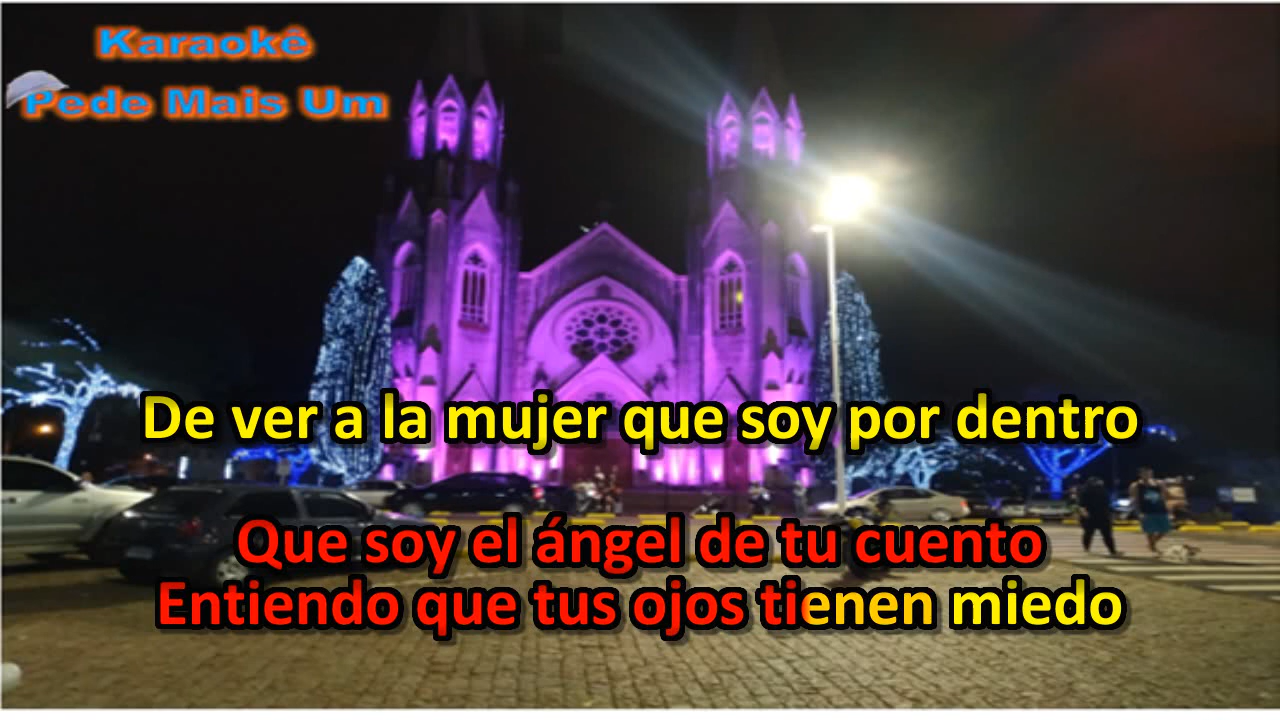 Karaokê
Pede Mais Um
De ver a la mujer que soy por dentro
Que soy el ángel de tu cuento
Entiendo que tus ojos tienen miedo